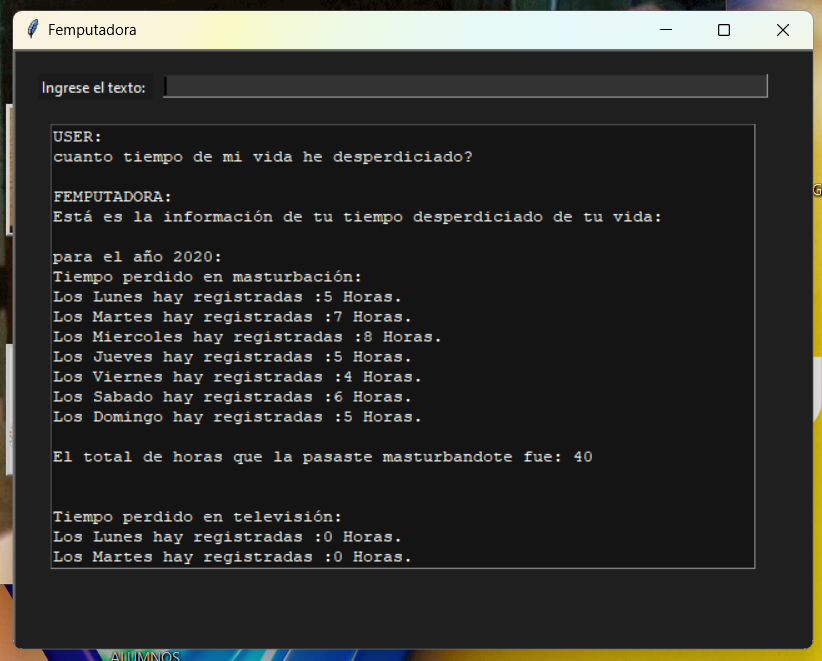 Femputadora
Ingrese el texto:
USER:
cuanto tiempo de mi vida he desperdiciado?
FEMPUTADORA:
Está es la información de tu tiempo desperdiciado de tu vida:
para el año 2020:
Tiempo perdido en masturbación:
Los Lunes hay registradas :5 Horas.
Los Martes hay registradas :7 Horas.
Los Miercoles hay registradas :8 Horas.
Los Jueves hay registradas :5 Horas.
Los Viernes hay registradas :4 Horas.
Los Sabado hay registradas :6 Horas.
Los Domingo hay registradas :5 Horas.
El total de horas que la pasaste masturbandote fue: 40
Tiempo perdido en televisión:
Los Lunes hay registradas :0 Horas.
Los Martes hay registradas :0 Horas.
G
ALUMNOS